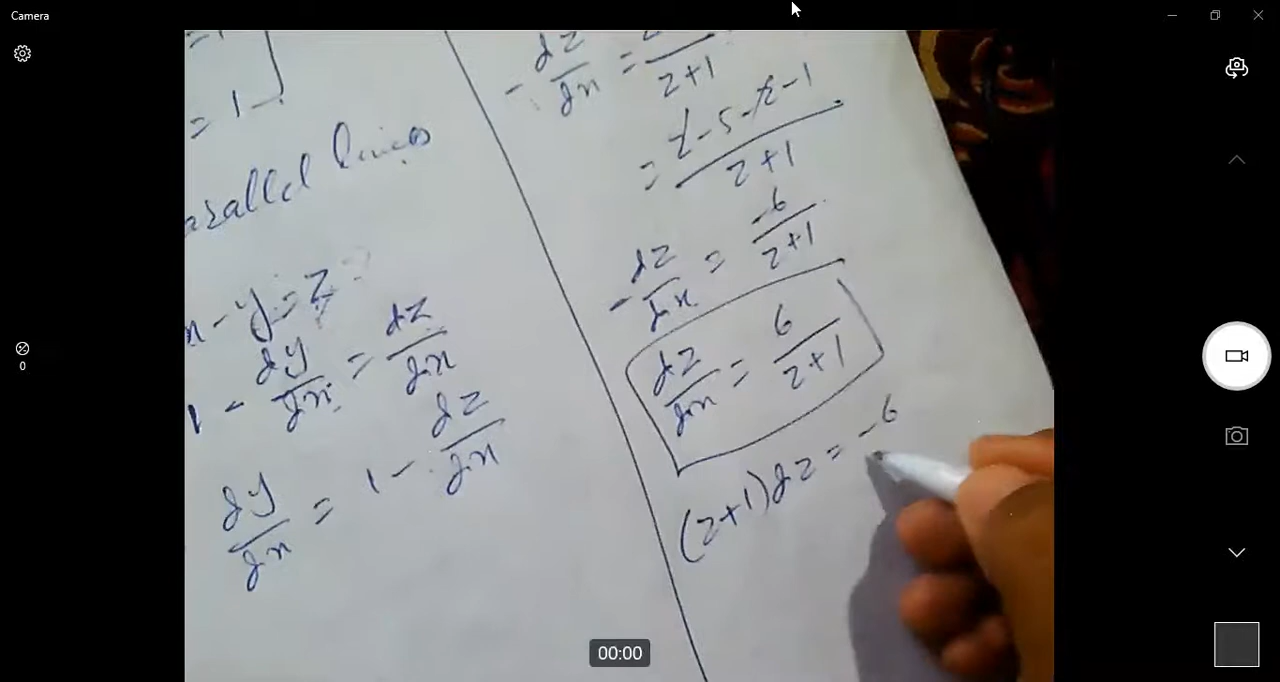 Camera
= 1
parallel lines
x - y = z
1 - dy/dx = dz/dx
dy/dx = 1 - dz/dx
- dz/dx =
z+1
= z - 5 - z - 1
z+1
- dz/dx = -6/z+1
dz/dx = 6/z+1
(z+1)dz = -6
0
00:00